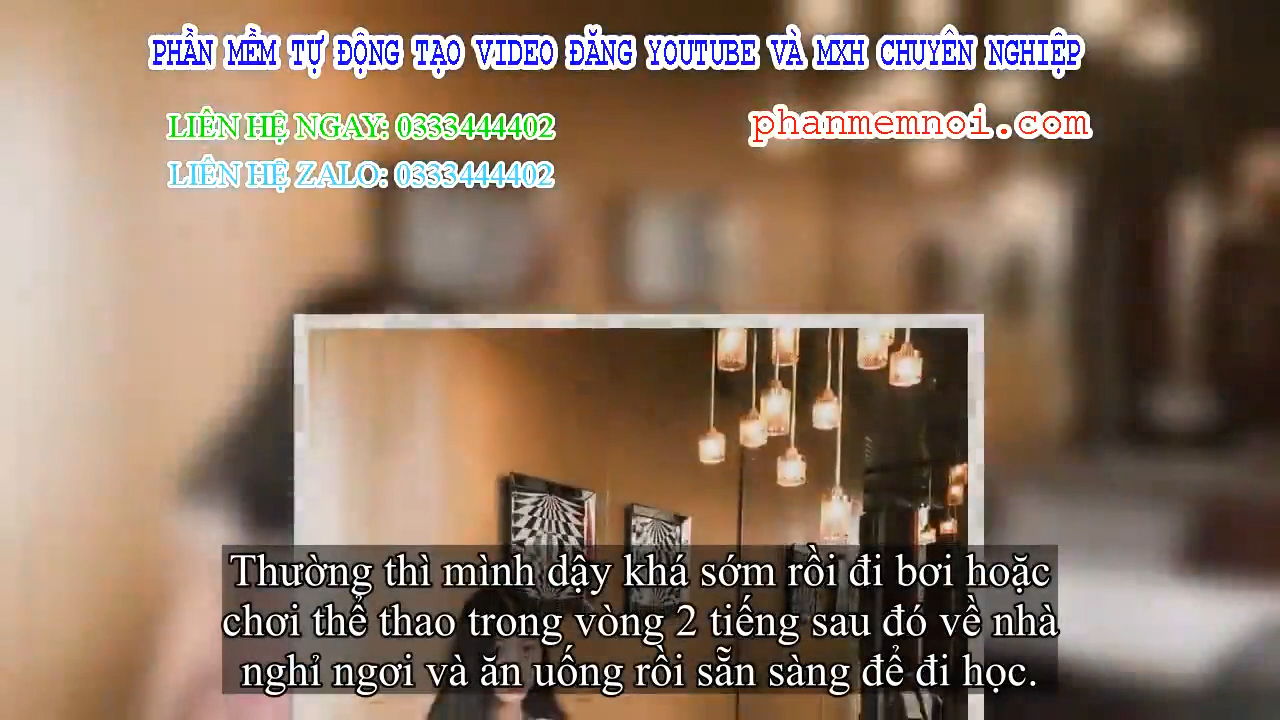 PHẦN MỀM TỰ ĐỘNG TẠO VIDEO ĐĂNG YOUTUBE VÀ MXH CHUYÊN NGHIỆP
LIÊN HỆ NGAY: 0333444402
phanmemnoi.com
LIÊN HỆ ZALO: 0333444402
Thường thì mình dậy khá sớm rồi đi bơi hoặc
chơi thể thao trong vòng 2 tiếng sau đó về nhà
nghỉ ngơi và ăn uống rồi sẵn sàng để đi học.